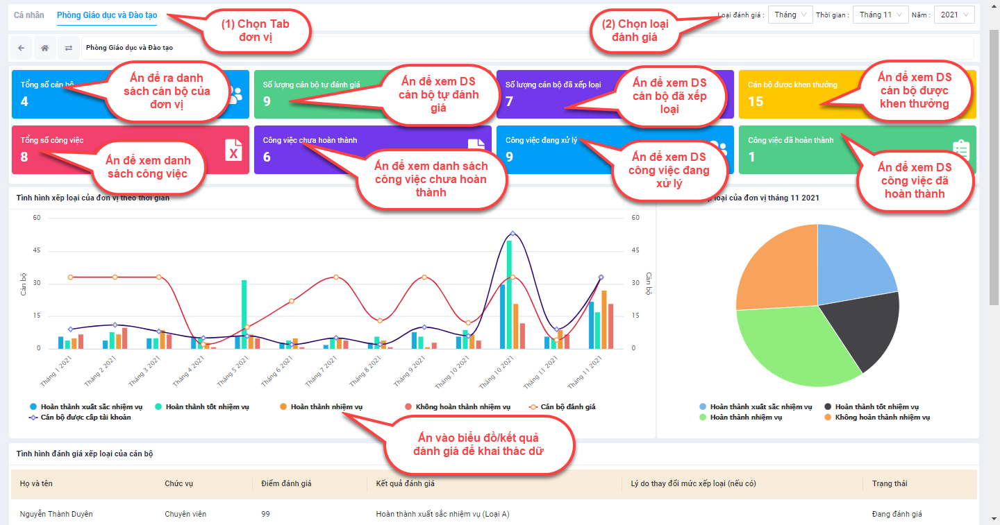 Cá nhân
Phòng Giáo dục và Đào tạo
(1) Chọn Tab
đơn vị
(2) Chọn loại
đánh giá
Loại đánh giá :
Tháng
Thời gian :
Tháng 11
Năm :
2021
Phòng Giáo dục và Đào tạo
Tổng số cán bộ
4
Ấn để ra danh
sách cán bộ của
đơn vị
Số lượng cán bộ tự đánh giá
9
Ấn để xem DS
cán bộ tự đánh
giá
Số lượng cán bộ đã xếp loại
7
Ấn để xem DS
cán bộ đã xếp
loại
Cán bộ được khen thưởng
15
Ấn để xem DS
cán bộ được
khen thưởng
Tổng số công việc
8
X
Ấn để xem danh
sách công việc
Công việc chưa hoàn thành
6
Ấn để xem danh sách
công việc chưa hoàn
thành
Công việc đang xử lý
9
Ấn để xem DS
công việc đang
xử lý
Công việc đã hoàn thành
1
Ấn để xem DS
công việc đã
hoàn thành
Tình hình xếp loại của đơn vị theo thời gian
60
45
30
15
0
Cán bộ
60
45
30
15
0
Cán bộ
Tháng 1 2021
Tháng 2 2021
Tháng 3 2021
Tháng 4 2021
Tháng 5 2021
Tháng 6 2021
Tháng 7 2021
Tháng 8 2021
Tháng 9 2021
Tháng 10 2021
Tháng 10 2021
Tháng 11 2021
Tháng 11 2021
Hoàn thành xuất sắc nhiệm vụ
Hoàn thành tốt nhiệm vụ
Hoàn thành nhiệm vụ
Không hoàn thành nhiệm vụ
Cán bộ đánh giá
Cán bộ được cấp tài khoản
loại của đơn vị tháng 11 2021
Hoàn thành xuất sắc nhiệm vụ
Hoàn thành tốt nhiệm vụ
Hoàn thành nhiệm vụ
Không hoàn thành nhiệm vụ
Ấn vào biểu đồ/kết quả
đánh giá để khai thác dữ
Tình hình đánh giá xếp loại của cán bộ
Họ và tên
Chức vụ
Điểm đánh giá
Kết quả đánh giá
Lý do thay đổi mức xếp loại (nếu có)
Trạng thái
Nguyễn Thành Duyên
Chuyên viên
99
Hoàn thành xuất sắc nhiệm vụ (Loại A)
Đang đánh giá